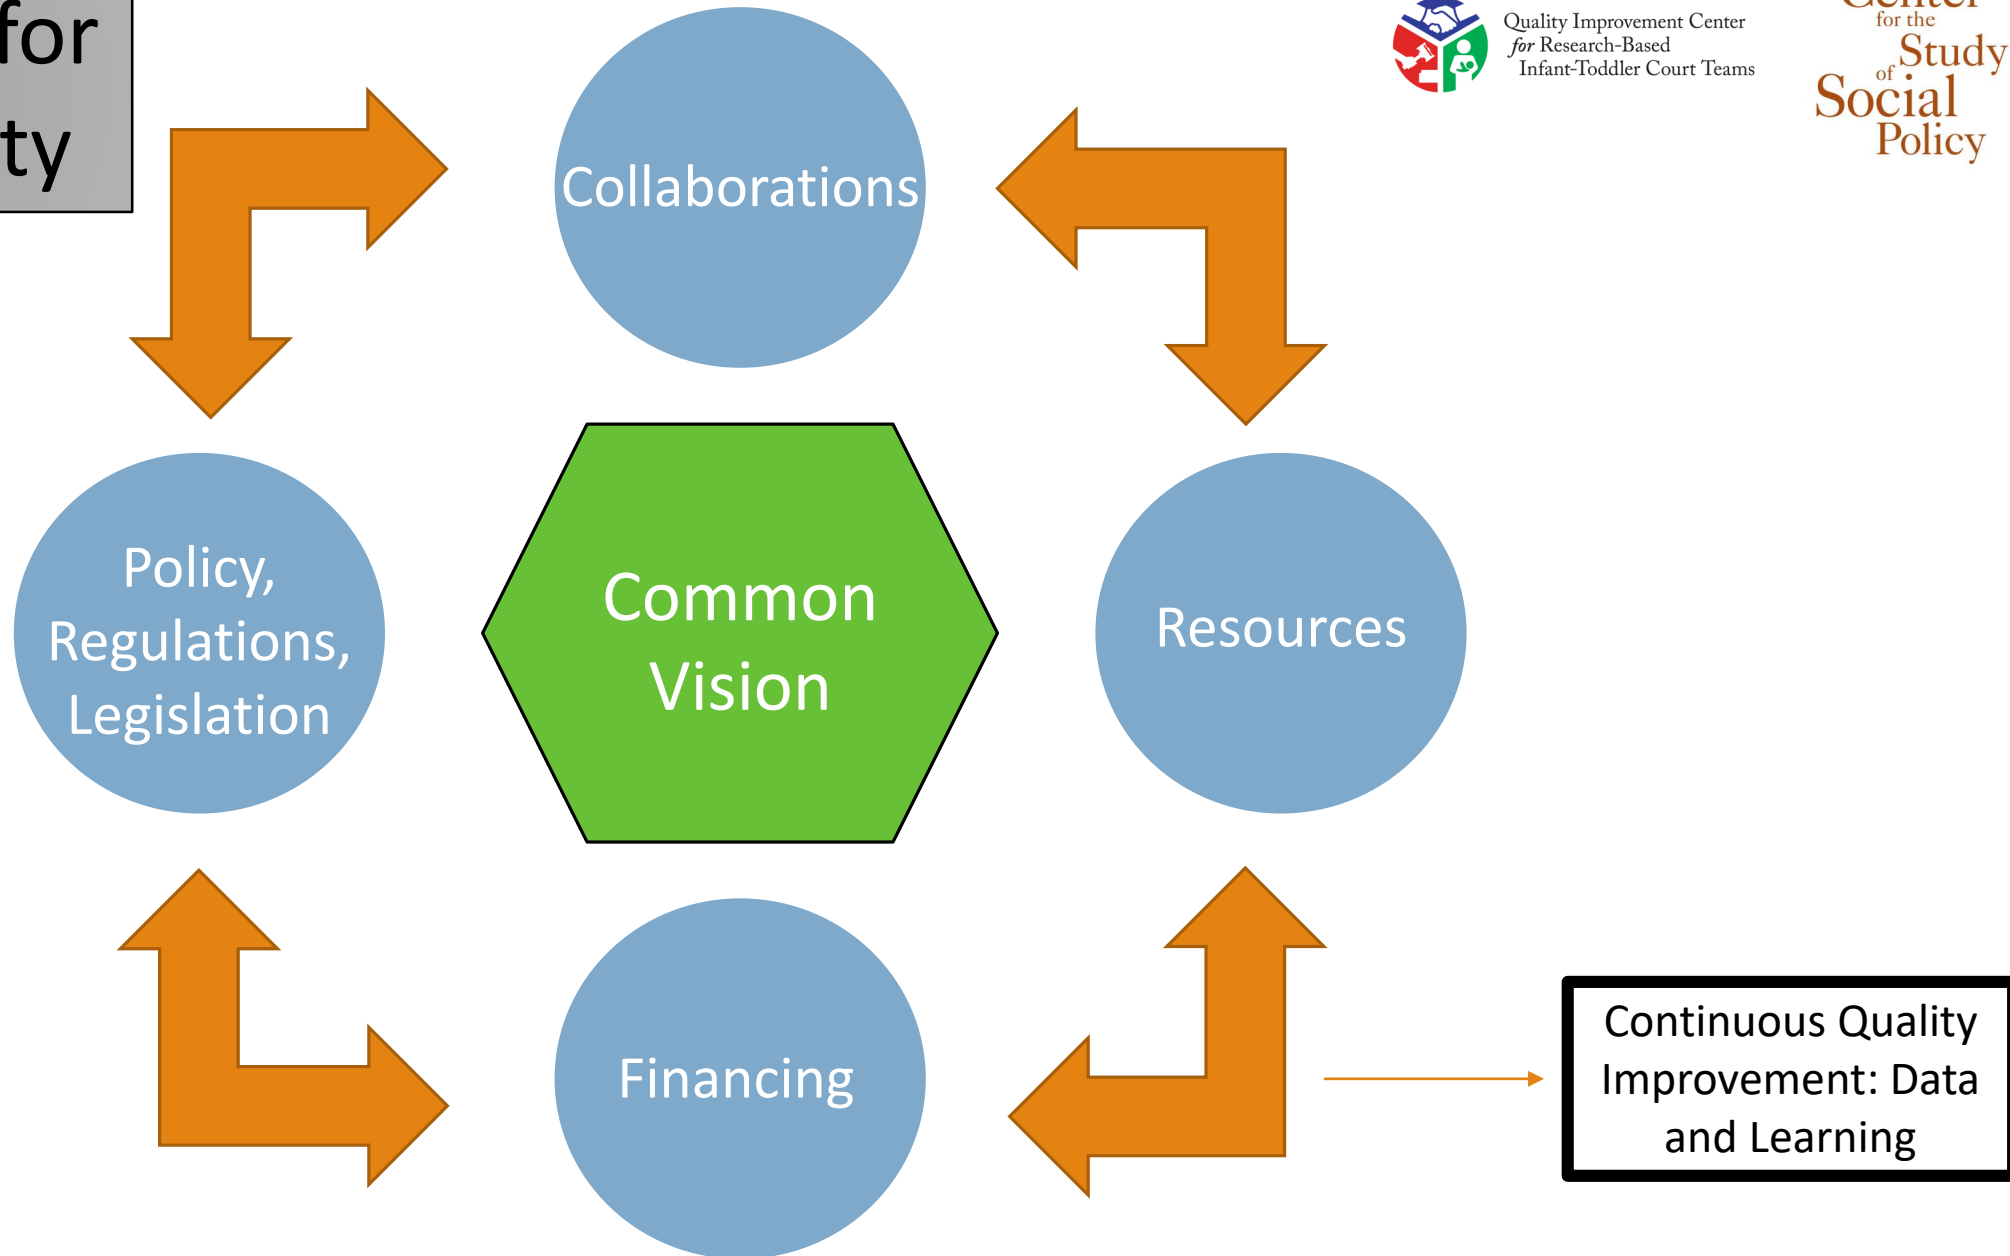 for
ty
Quality Improvement Center
for Research-Based
Infant-Toddler Court Teams
Center
for the
Study
of
Social
Policy
Collaborations
Policy,
Regulations,
Legislation
Common
Vision
Resources
Financing
Continuous Quality
Improvement: Data
and Learning